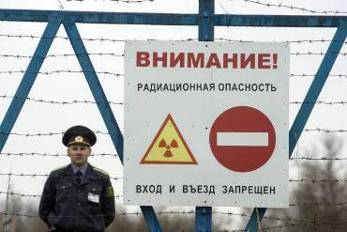 ВНИМАНИЕ!
РАДИАЦИОННАЯ ОПАСНОСТЬ
ВХОД И ВЪЕЗД ЗАПРЕЩЕН